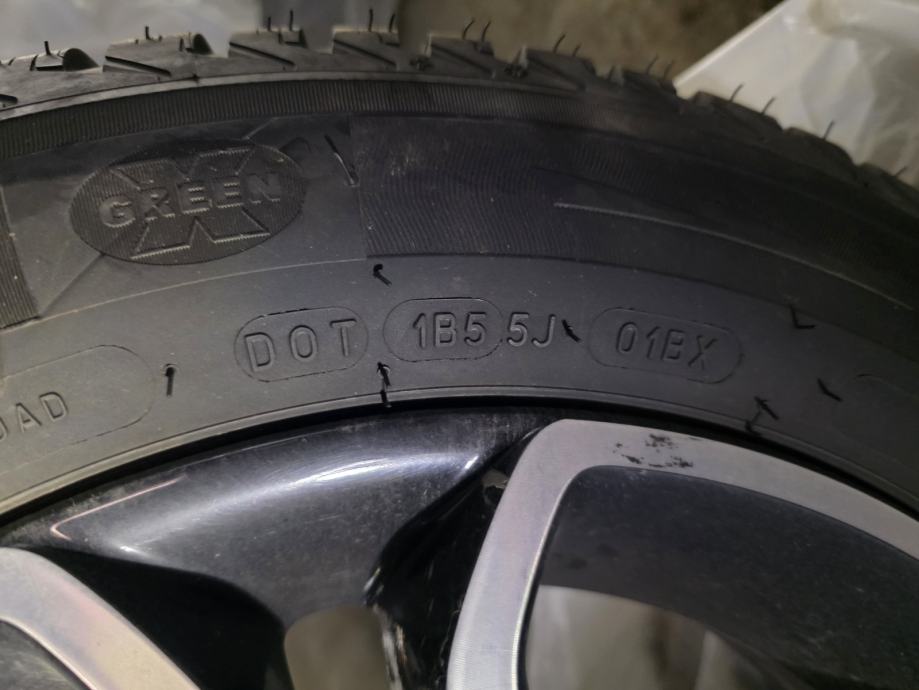 GREEN X
DOT 1B5 5J 01BX
OAD